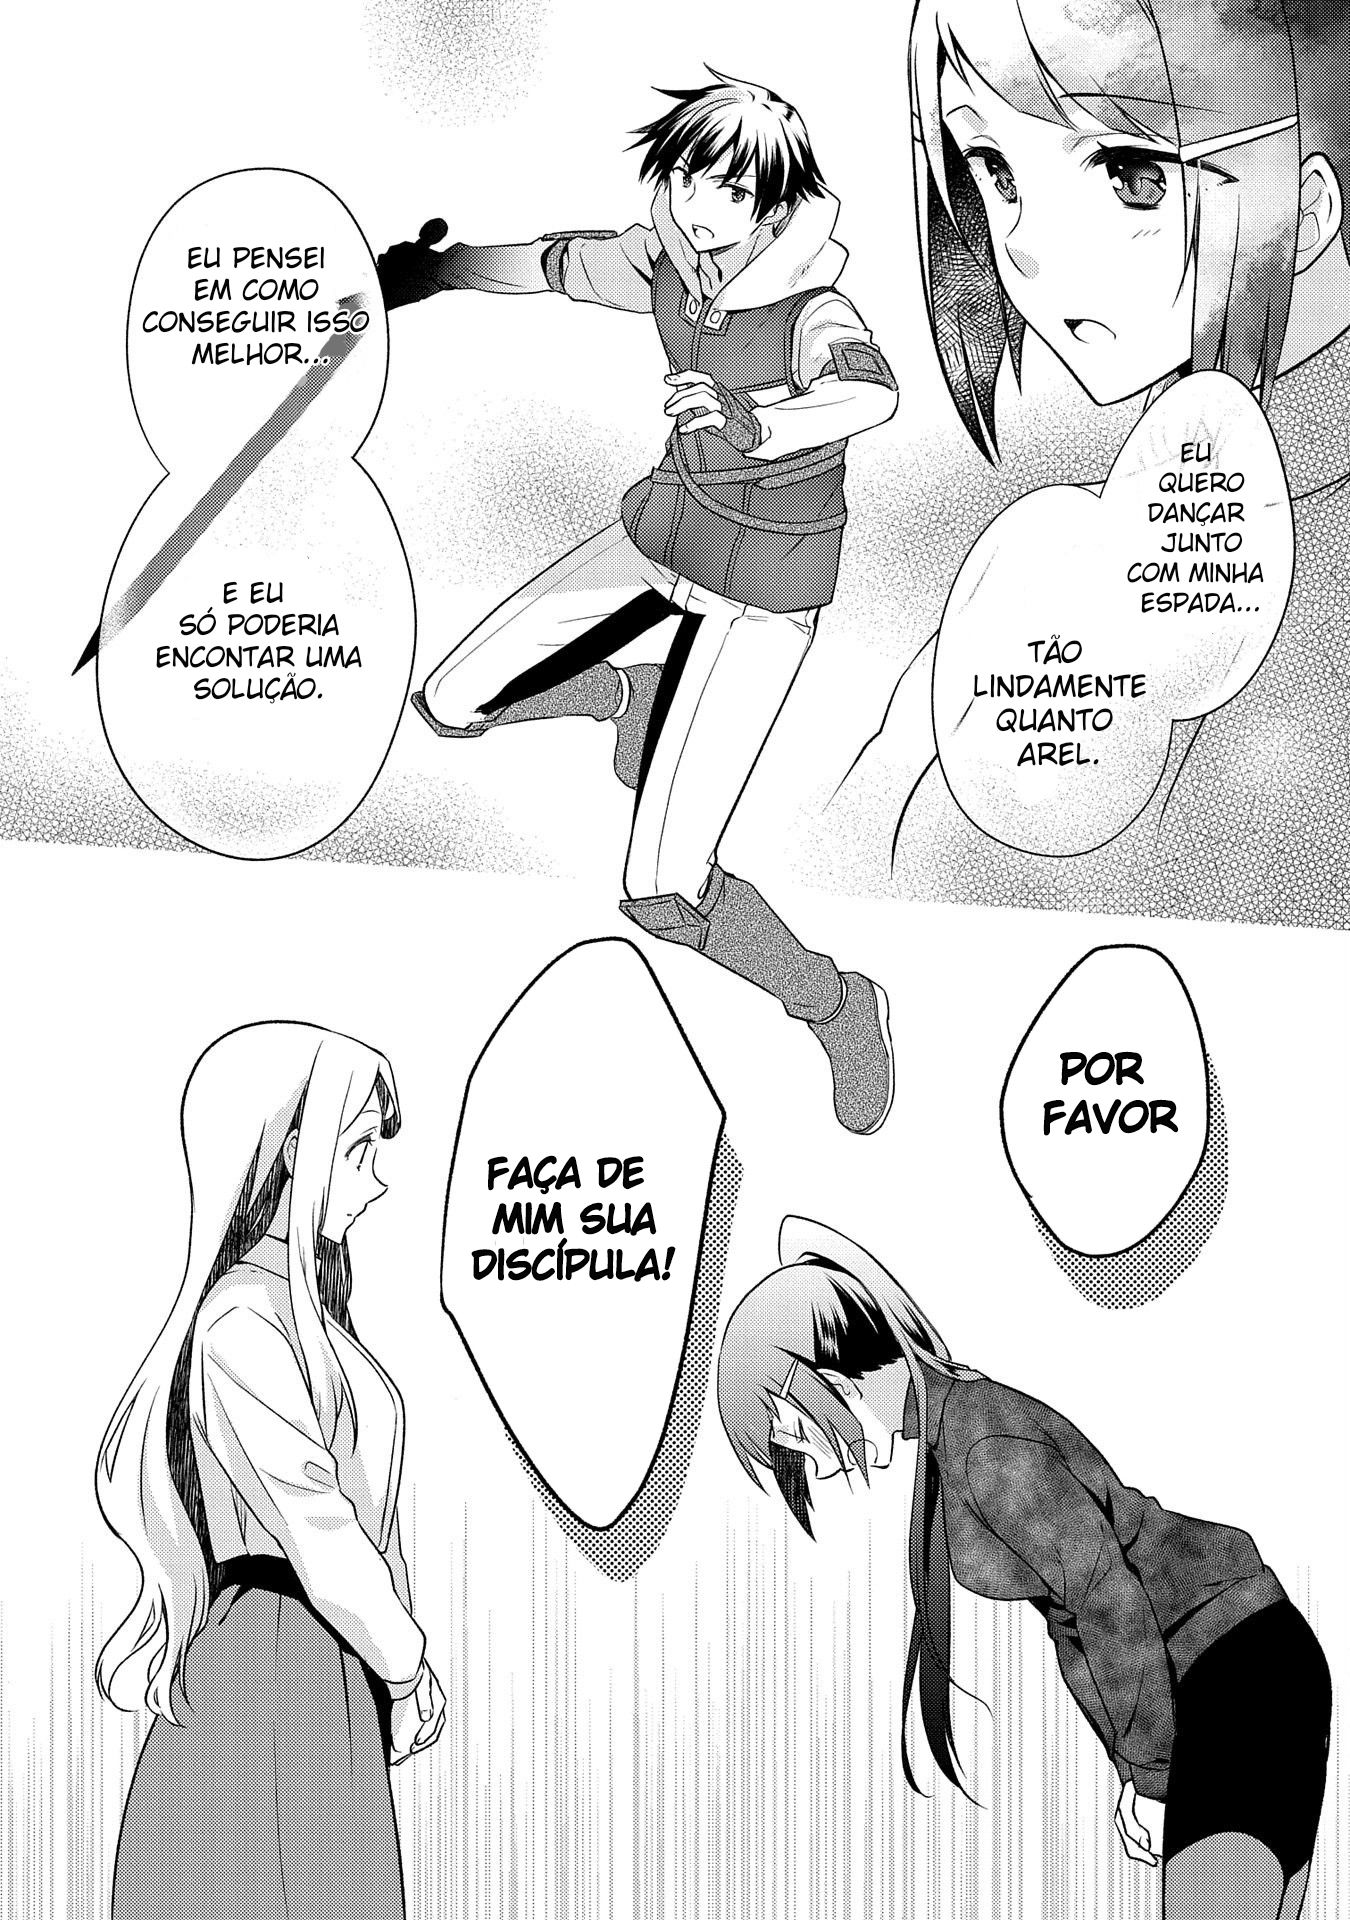 EU
QUERO
DANÇAR
JUNTO
COM MINHA
ESPADA...
TÃO
LINDAMENTE
QUANTO
AREL.
EU PENSEI
EM COMO
CONSEGUIR ISSO
MELHOR...
E EU
SÓ PODERIA
ENCONTAR UMA
SOLUÇÃO.
POR
FAVOR
FAÇA DE
MIM SUA
DISCÍPULA!